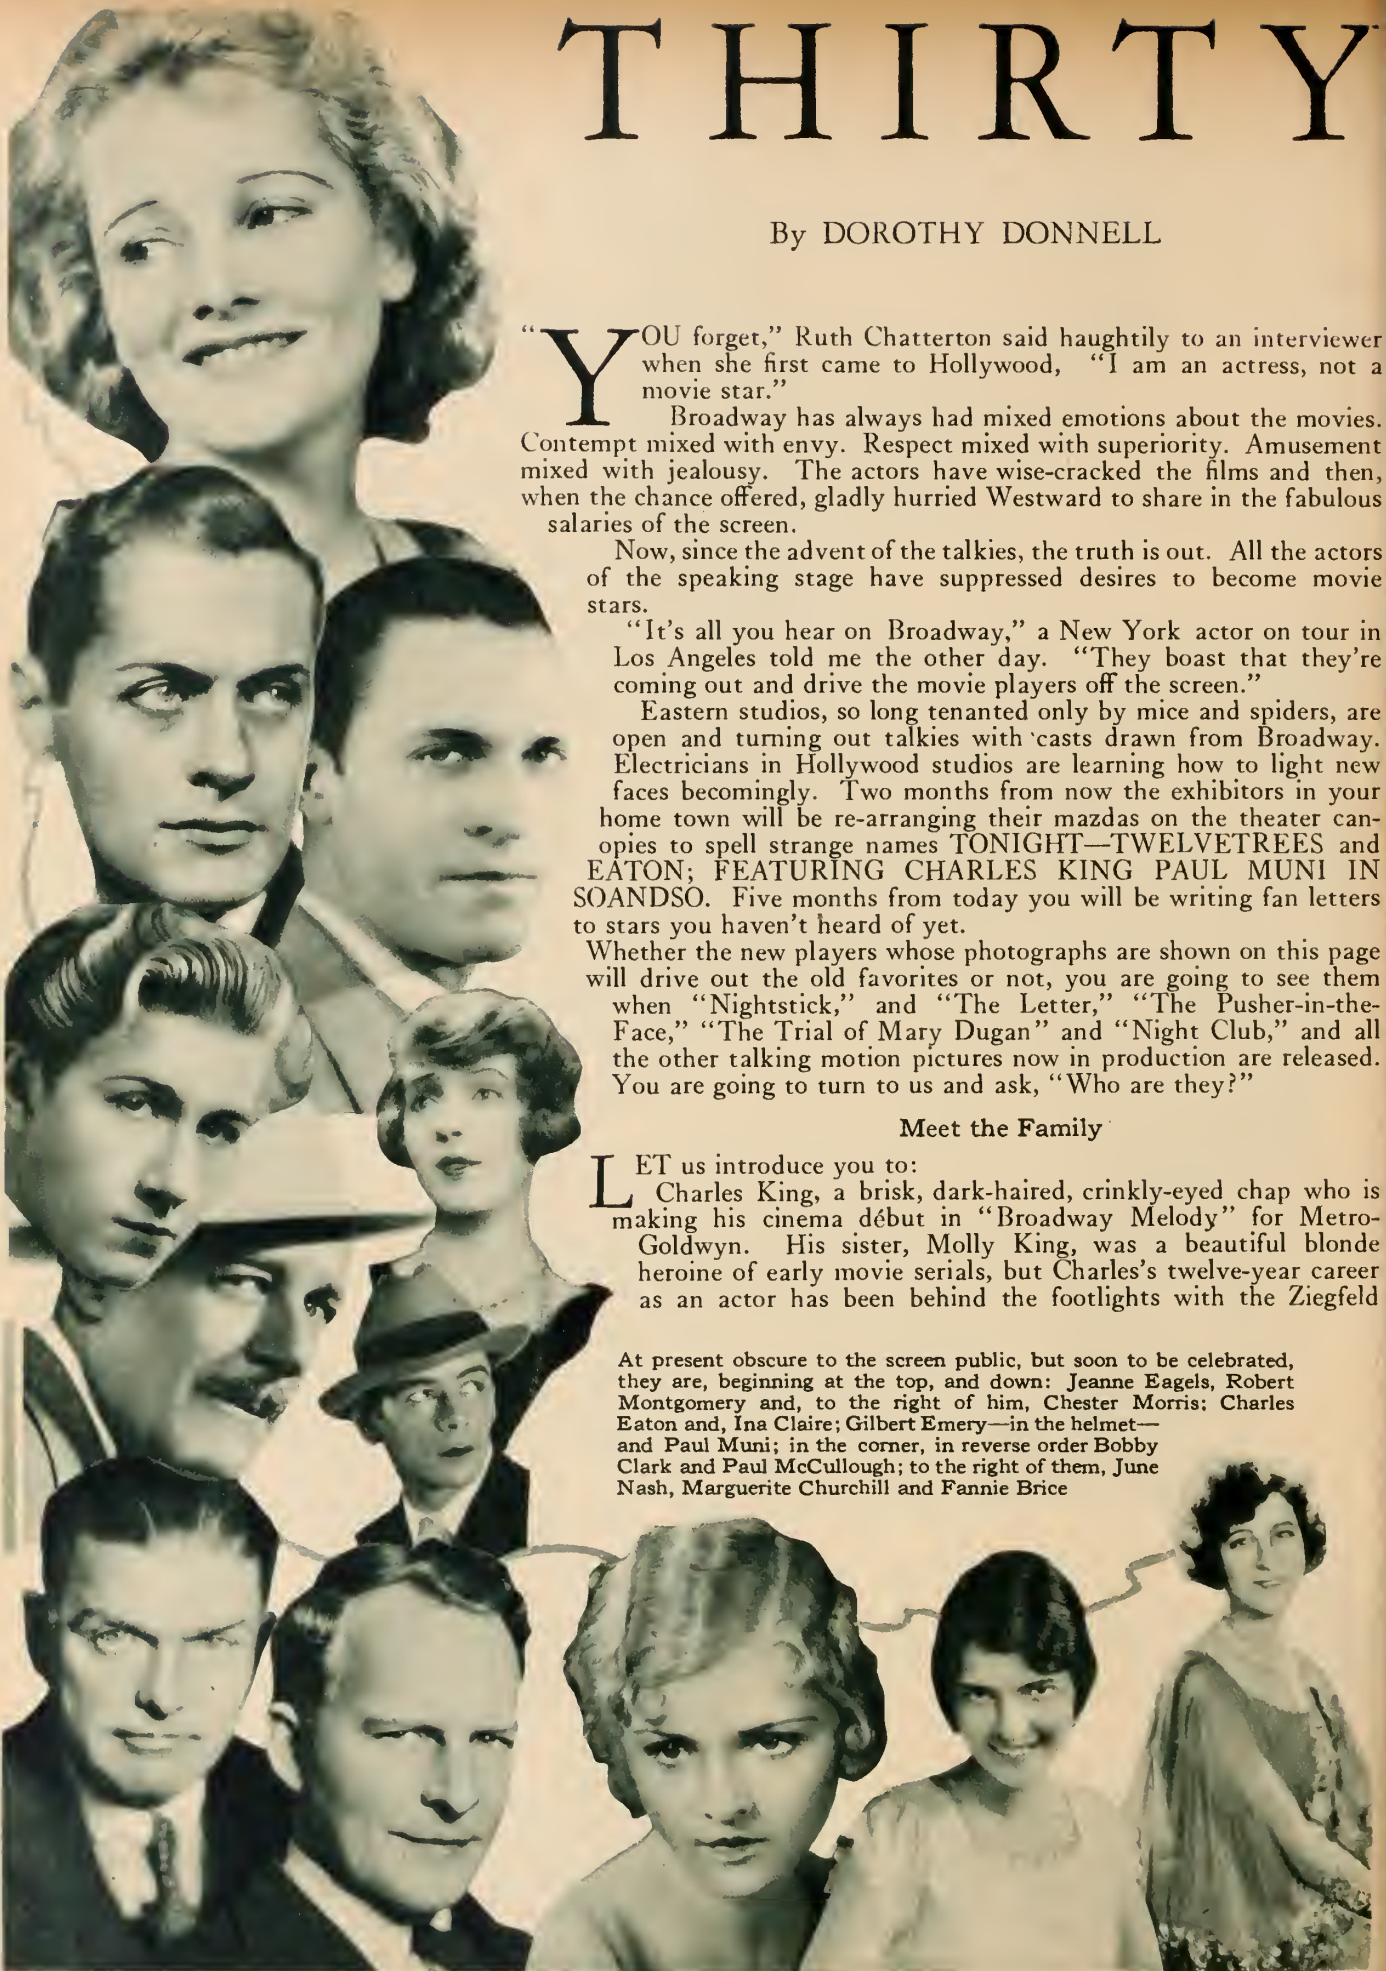 THIRTY
By DOROTHY DONNELL
“YOU forget,” Ruth Chatterton said haughtily to an interviewer
when she first came to Hollywood, “I am an actress, not a
movie star.”
Broadway has always had mixed emotions about the movies.
Contempt mixed with envy. Respect mixed with superiority. Amusement
mixed with jealousy. The actors have wise-cracked the films and then,
when the chance offered, gladly hurried Westward to share in the fabulous
salaries of the screen.
Now, since the advent of the talkies, the truth is out. All the actors
of the speaking stage have suppressed desires to become movie
stars.
“It's all you hear on Broadway,” a New York actor on tour in
Los Angeles told me the other day. “They boast that they're
coming out and drive the movie players off the screen.”
Eastern studios, so long tenanted only by mice and spiders, are
open and turning out talkies with casts drawn from Broadway.
Electricians in Hollywood studios are learning how to light new
faces becomingly. Two months from now the exhibitors in your
home town will be re-arranging their mazdas on the theater can-
opies to spell strange names TONIGHT—TWELVETREES and
EATON; FEATURING CHARLES KING PAUL MUNI IN
SOANDSO. Five months from today you will be writing fan letters
to stars you haven't heard of yet.
Whether the new players whose photographs are shown on this page
will drive out the old favorites or not, you are going to see them
when “Nightstick,” and “The Letter,” “The Pusher-in-the-
Face,” “The Trial of Mary Dugan” and “Night Club,” and all
the other talking motion pictures now in production are released.
You are going to turn to us and ask, “Who are they?”
Meet the Family
LET us introduce you to:
Charles King, a brisk, dark-haired, crinkly-eyed chap who is
making his cinema début in “Broadway Melody” for Metro-
Goldwyn. His sister, Molly King, was a beautiful blonde
heroine of early movie serials, but Charles's twelve-year career
as an actor has been behind the footlights with the Ziegfeld
At present obscure to the screen public, but soon to be celebrated,
they are, beginning at the top, and down: Jeanne Eagels, Robert
Montgomery and, to the right of him, Chester Morris; Charles
Eaton and, Ina Claire; Gilbert Emery—in the helmet—
and Paul Muni; in the corner, in reverse order Bobby
Clark and Paul McCullough; to the right of them, June
Nash, Marguerite Churchill and Fannie Brice